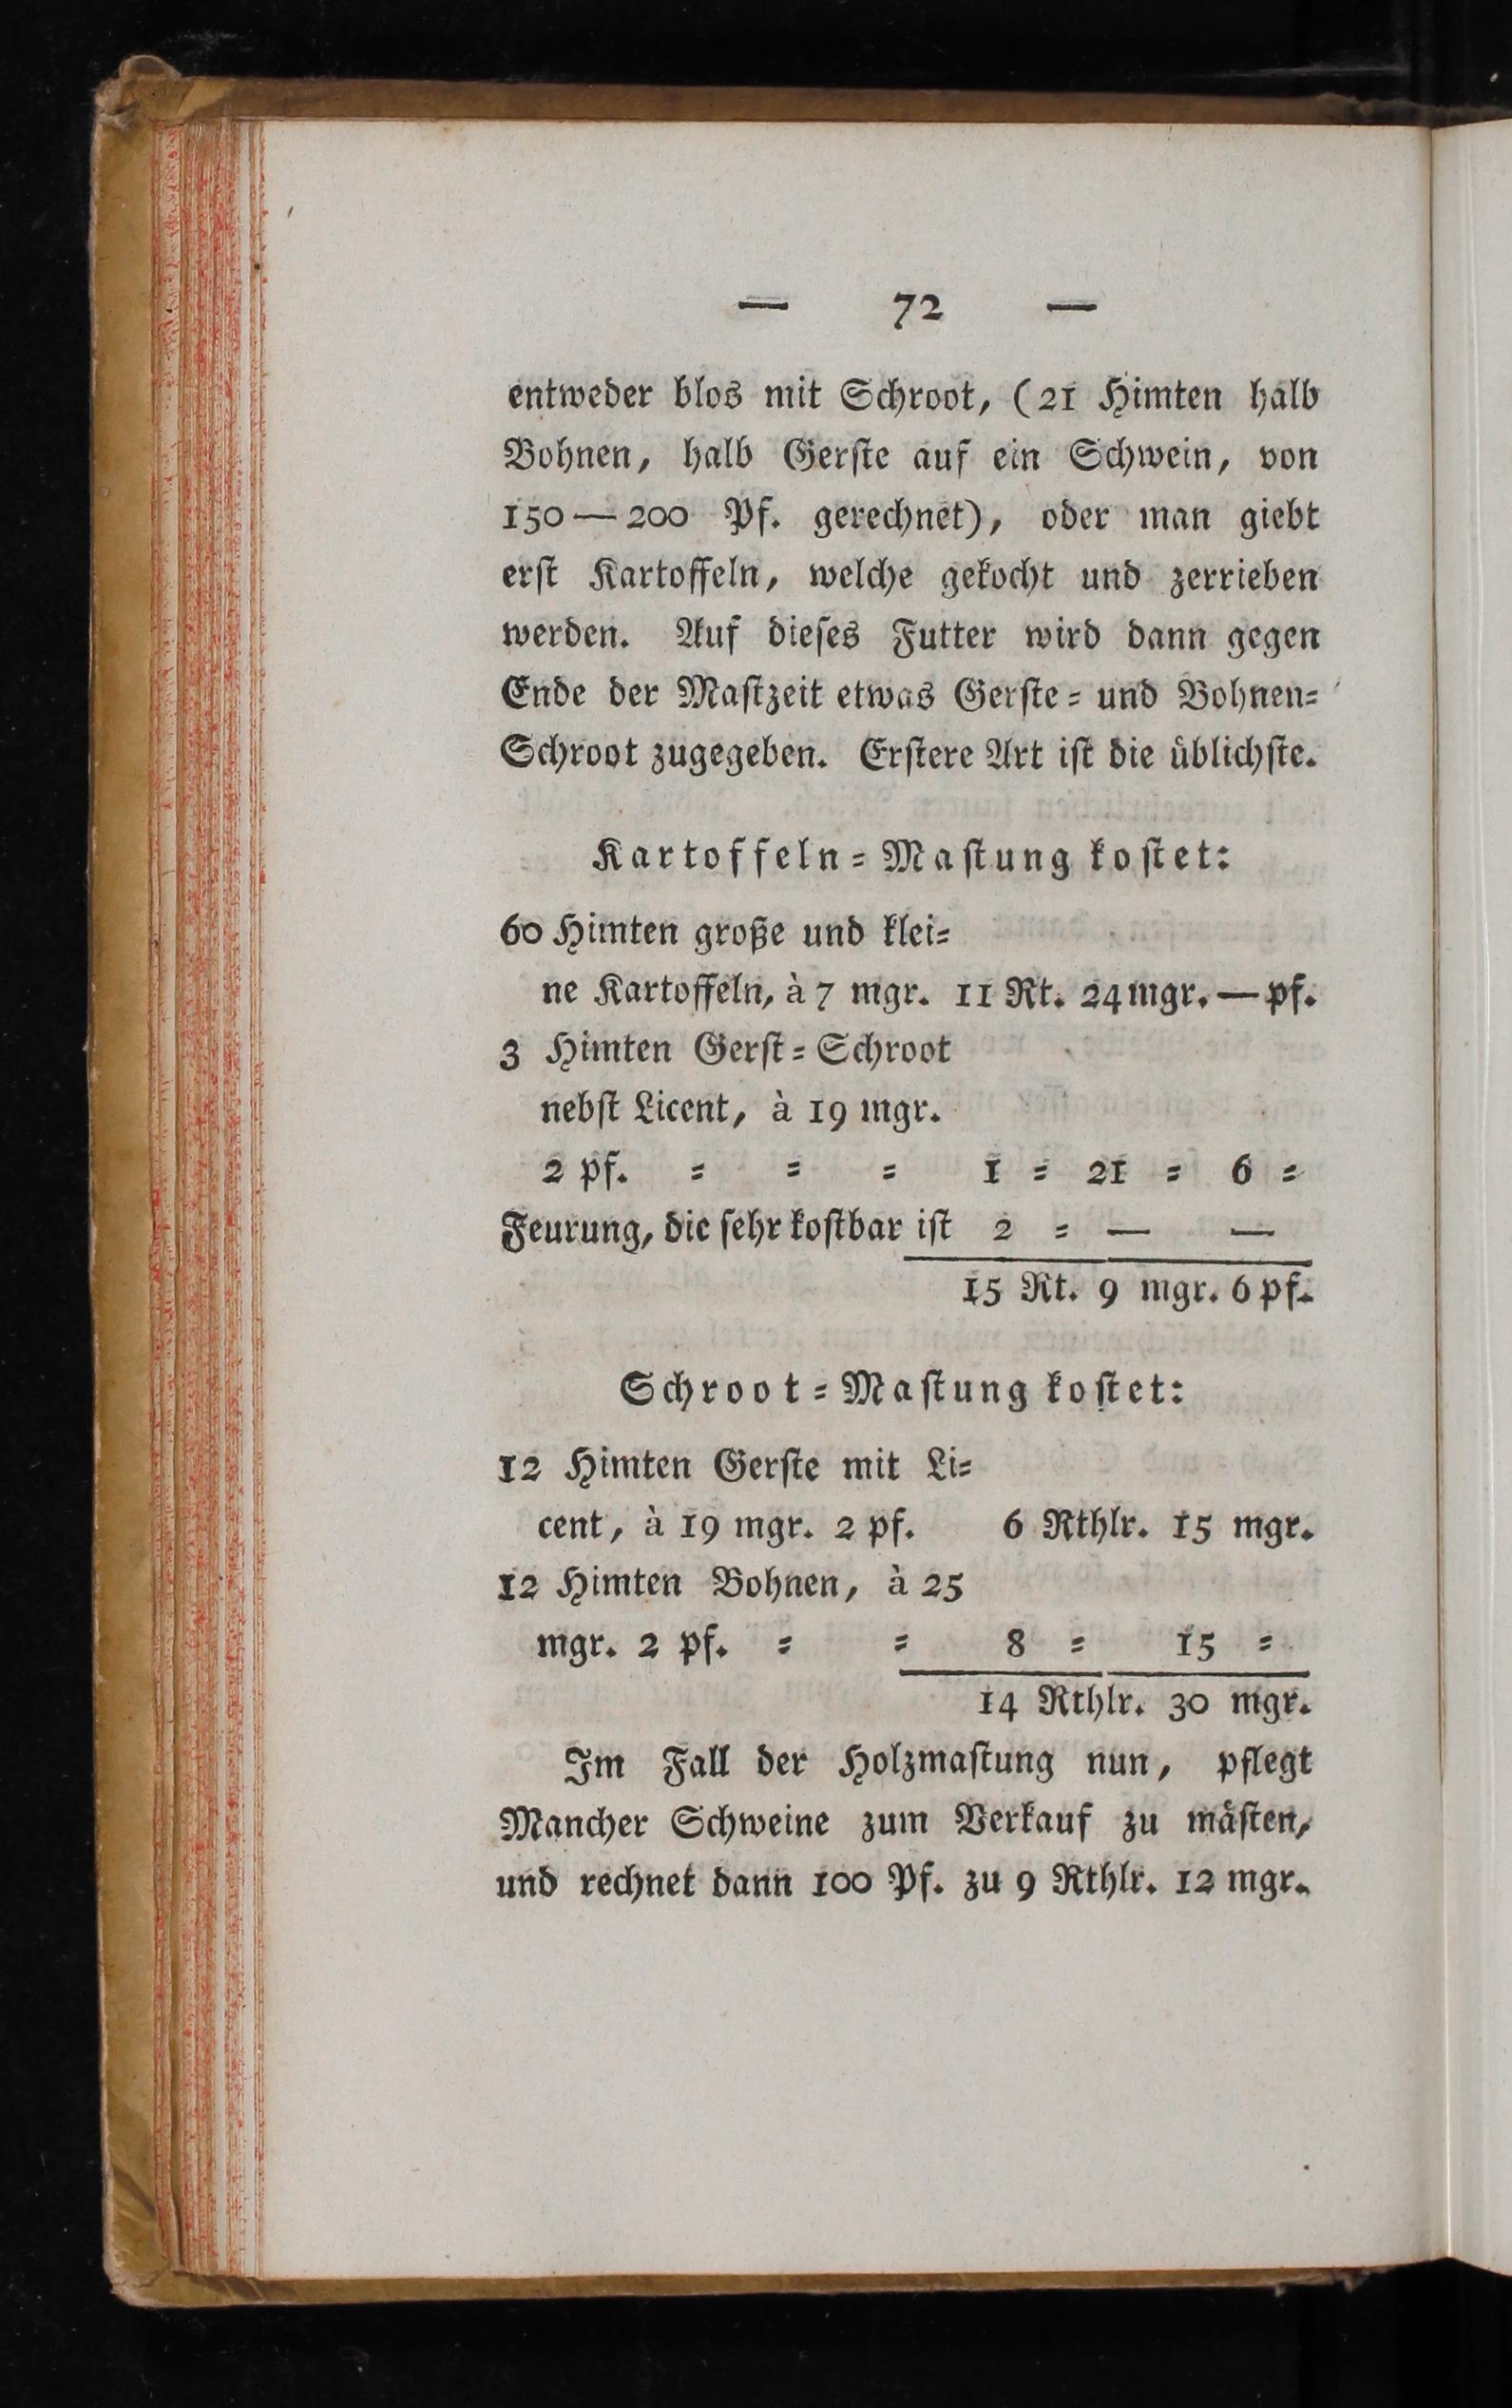 — 72 —
entweder blos mit Schroot, (21 Himten halb
Bohnen, halb Gerſte auf ein Schwein, von
150—200 Pf. gerechnet), oder man giebt
erſt Kartoffeln, welche gekocht und zerrieben
werden. Auf dieſes Futter wird dann gegen
Ende der Maſtzeit etwas Gerſte= und Bohnen=
Schroot zugegeben. Erſtere Art iſt die üblichſte.
Kartoffeln=Maſtung koſtet:
60 Himten große und klei=
ne Kartoffeln, à 7 mgr. 11 Rt. 24 mgr. — pf.
3 Himten Gerſt=Schroot
nebſt Licent, à 19 mgr.
2 pf. = = = 1 = 21 = 6 =
Feurung, die ſehr koſtbar iſt 2 = — —
15 Rt. 9 mgr. 6 pf.
Schroot=Maſtung koſtet:
12 Himten Gerſte mit Li=
cent, à 19 mgr. 2 pf. 6 Rthlr. 15 mgr.
12 Himten Bohnen, à 25
mgr. 2 pf. = = 8 = 15 =
14 Rthlr. 30 mgr.
Im Fall der Holzmaſtung nun, pflegt
Mancher Schweine zum Verkauf zu mäſten,
und rechnet dann 100 Pf. zu 9 Rthlr. 12 mgr.